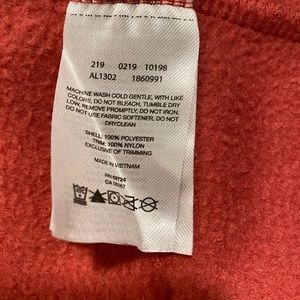 219 0219 10198
AL1302 1860991
MACHINE WASH COLD GENTLE, WITH LIKE
COLORS, DO NOT BLEACH, TUMBLE DRY
LOW, REMOVE PROMPTLY, DO NOT IRON,
DO NOT USE FABRIC SOFTENER, DO NOT
DRYCLEAN
SHELL: 100% POLYESTER
TRIM: 100% NYLON
EXCLUSIVE OF TRIMMING
MADE IN VIETNAM
RN 69724